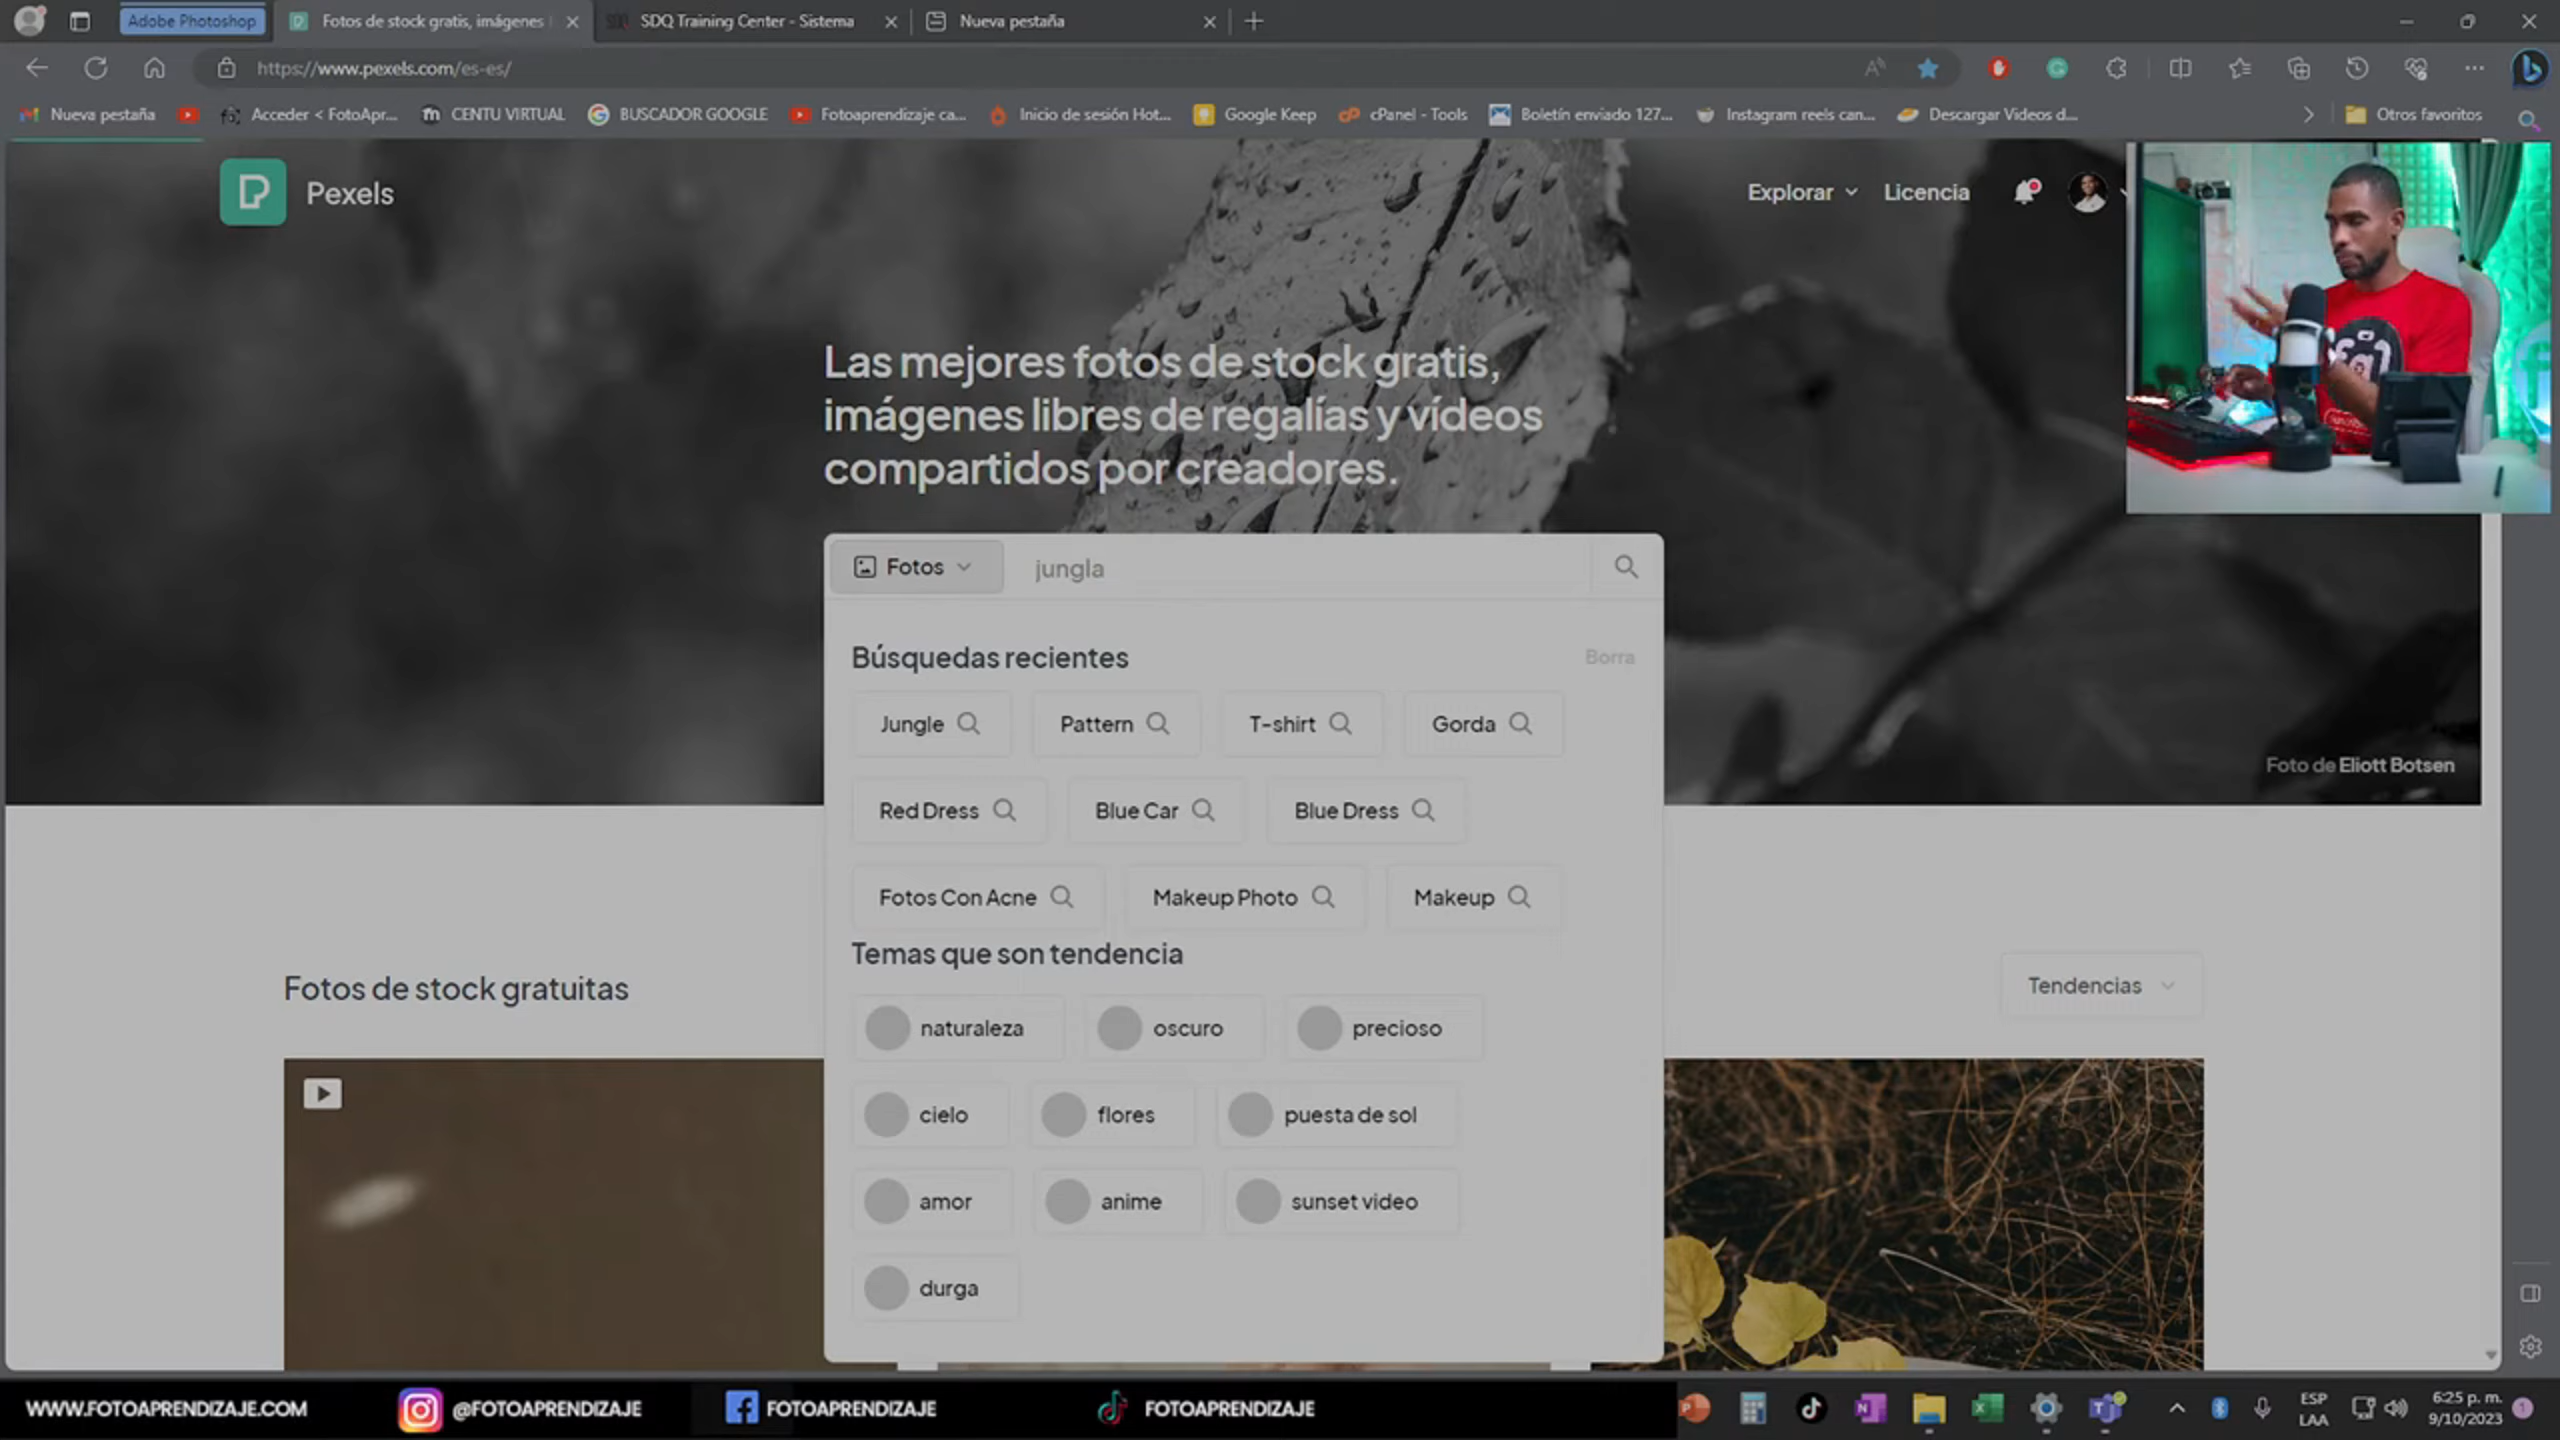 Adobe Photoshop
Fotos de stock gratis, imágenes
SDQ Training Center - Sistema
Nueva pestaña
https://www.pexels.com/es-es/
Nueva pestaña
Acceder < FotoApr...
CENTU VIRTUAL
BUSCADOR GOOGLE
Fotoaprendizaje ca...
Inicio de sesión Hot...
Google Keep
cPanel - Tools
Boletín enviado 127...
Instagram reels can...
Descargar Videos d...
Otros favoritos
Pexels
Explorar
Licencia
Las mejores fotos de stock gratis,
imágenes libres de regalías y vídeos
compartidos por creadores.
Fotos
jungla
Búsquedas recientes
Borra
Jungle
Pattern
T-shirt
Gorda
Foto de Eliott Botsen
Red Dress
Blue Car
Blue Dress
Fotos Con Acne
Makeup Photo
Makeup
Temas que son tendencia
Fotos de stock gratuitas
Tendencias
naturaleza
oscuro
precioso
cielo
flores
puesta de sol
amor
anime
sunset video
durga
WWW.FOTOAPRENDIZAJE.COM
@FOTOAPRENDIZAJE
FOTOAPRENDIZAJE
FOTOAPRENDIZAJE
ESP
LAA
6:25 p. m.
9/10/2023
1